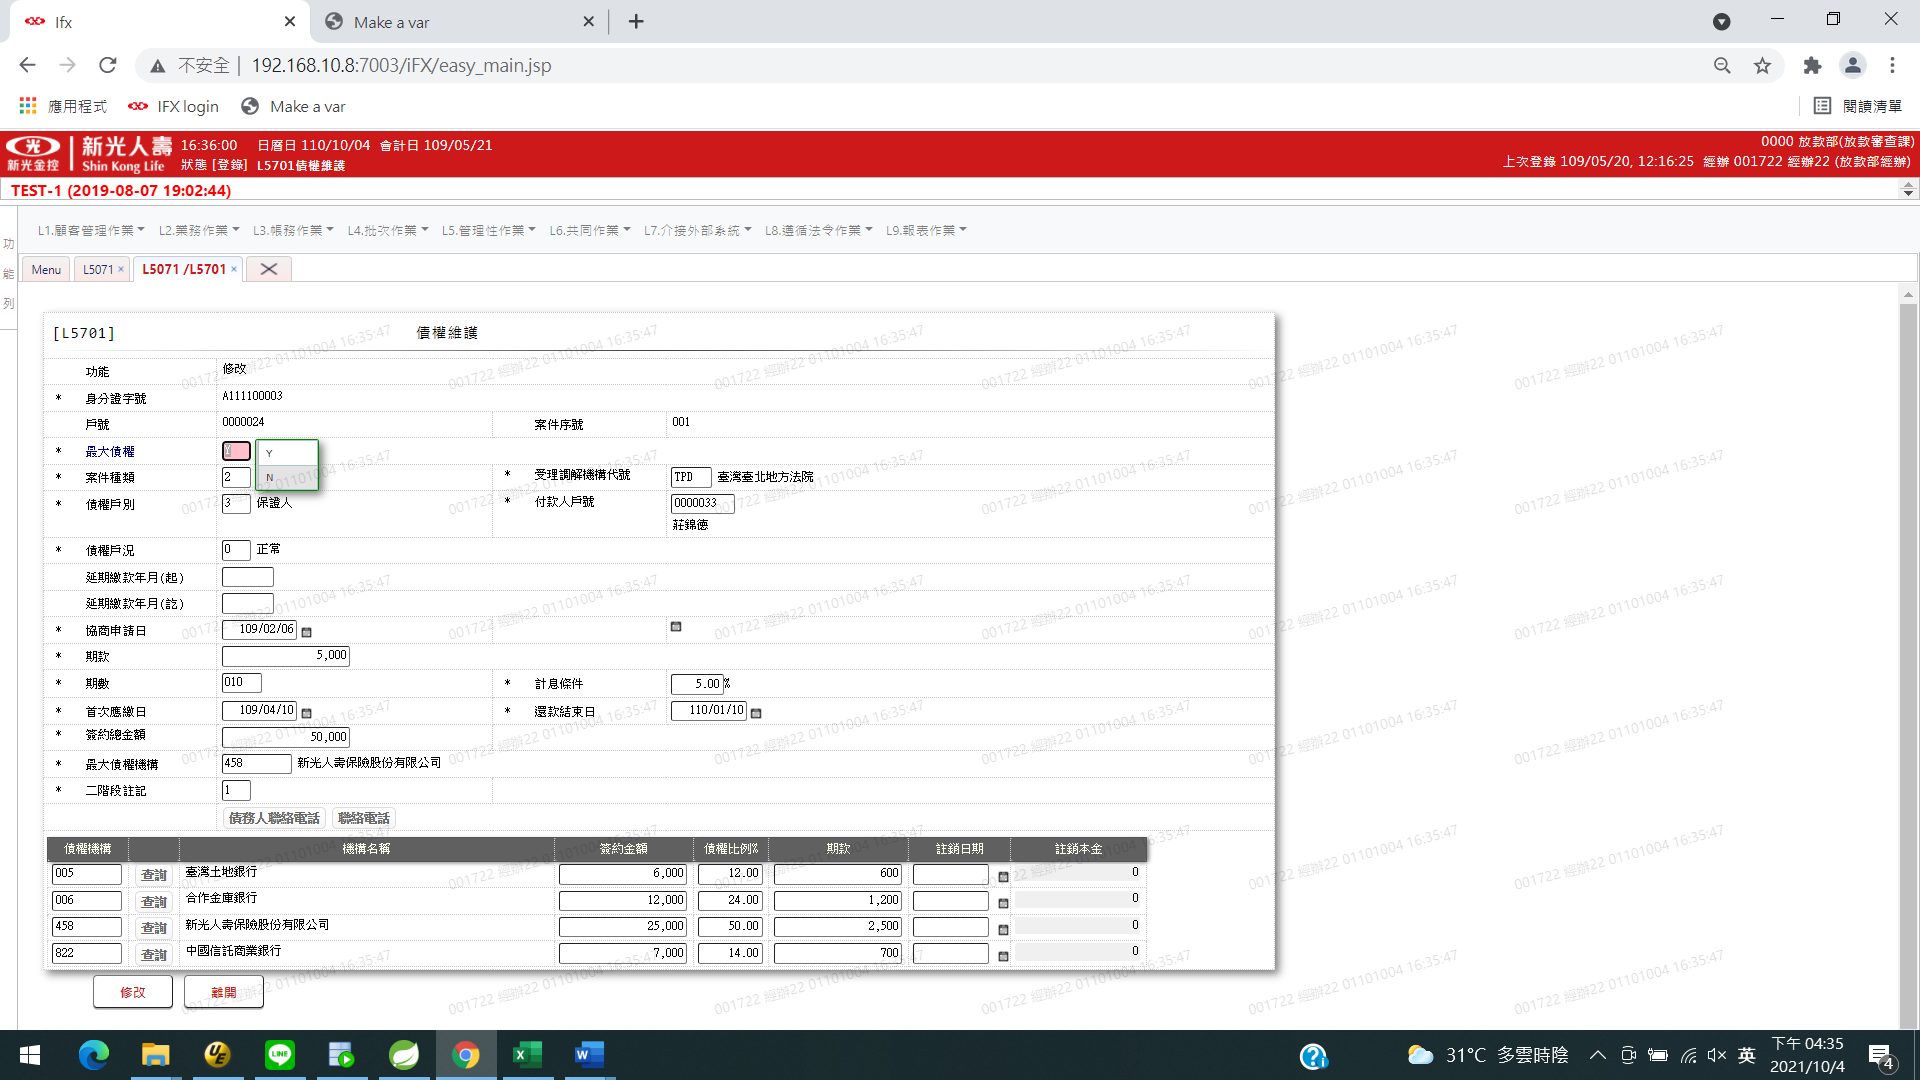 Ifx
Make a var
不安全 192.168.10.8:7003/iFX/easy_main.jsp
應用程式 IFX login Make a var 閱讀清單
新光金控 新光人壽 Shin Kong Life
16:36:00 日曆日 110/10/04 會計日 109/05/21
狀態 [登錄] L5701債權維護
0000 放款部(放款審查課)
上次登錄 109/05/20, 12:16:25 經辦 001722 經辦22 (放款部經辦)
TEST-1 (2019-08-07 19:02:44)
功能列
L1.顧客管理作業 L2.業務作業 L3.帳務作業 L4.批次作業 L5.管理性作業 L6.共同作業 L7.介接外部系統 L8.遵循法令作業 L9.報表作業
Menu L5071 × L5071 /L5701 ×
[L5701] 債權維護
功能 修改
* 身分證字號 A111100003
戶號 0000024 案件序號 001
* 最大債權 Y
Y
N
* 案件種類 2 * 受理調解機構代號 TPD 臺灣臺北地方法院
* 債權戶別 3 保證人 * 付款人戶號 0000033
莊錦德
* 債權戶況 0 正常
延期繳款年月(起)
延期繳款年月(訖)
* 協商申請日 109/02/06
* 期款 5,000
* 期數 010 * 計息條件 5.00 %
* 首次應繳日 109/04/10 * 還款結束日 110/01/10
* 簽約總金額 50,000
* 最大債權機構 458 新光人壽保險股份有限公司
* 二階段註記 1
債務人聯絡電話 聯絡電話
債權機構 機構名稱 簽約金額 債權比例% 期款 註銷日期 註銷本金
005 查詢 臺灣土地銀行 6,000 12.00 600 0
006 查詢 合作金庫銀行 12,000 24.00 1,200 0
458 查詢 新光人壽保險股份有限公司 25,000 50.00 2,500 0
822 查詢 中國信託商業銀行 7,000 14.00 700 0
修改 離開
001722 經辦22 01101004 16:35:47
31°C 多雲時陰 英 下午 04:35
2021/10/4
4